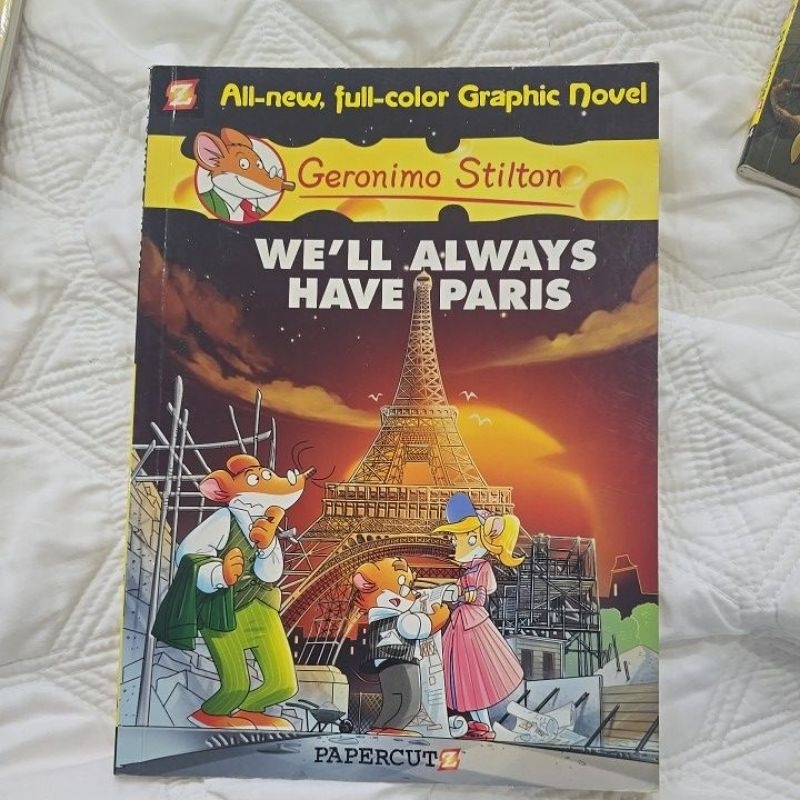 Z All-new, full-color Graphic Novel
Geronimo Stilton
WE'LL ALWAYS
HAVE PARIS
PAPERCUTZ